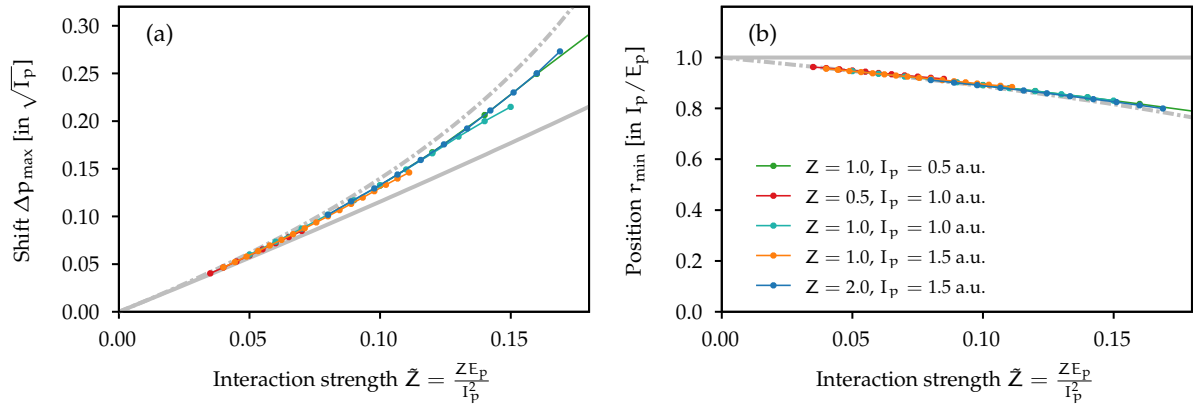 (a)
Shift Δp_max [in √I_p]
0.30
0.25
0.20
0.15
0.10
0.05
0.00
0.00 0.05 0.10 0.15
Interaction strength Z̃ = ZE_p/I_p^2
(b)
Position r_min [in I_p/E_p]
1.0
0.8
0.6
0.4
0.2
0.0
Z = 1.0, I_p = 0.5 a.u.
Z = 0.5, I_p = 1.0 a.u.
Z = 1.0, I_p = 1.0 a.u.
Z = 1.0, I_p = 1.5 a.u.
Z = 2.0, I_p = 1.5 a.u.
0.00 0.05 0.10 0.15
Interaction strength Z̃ = ZE_p/I_p^2